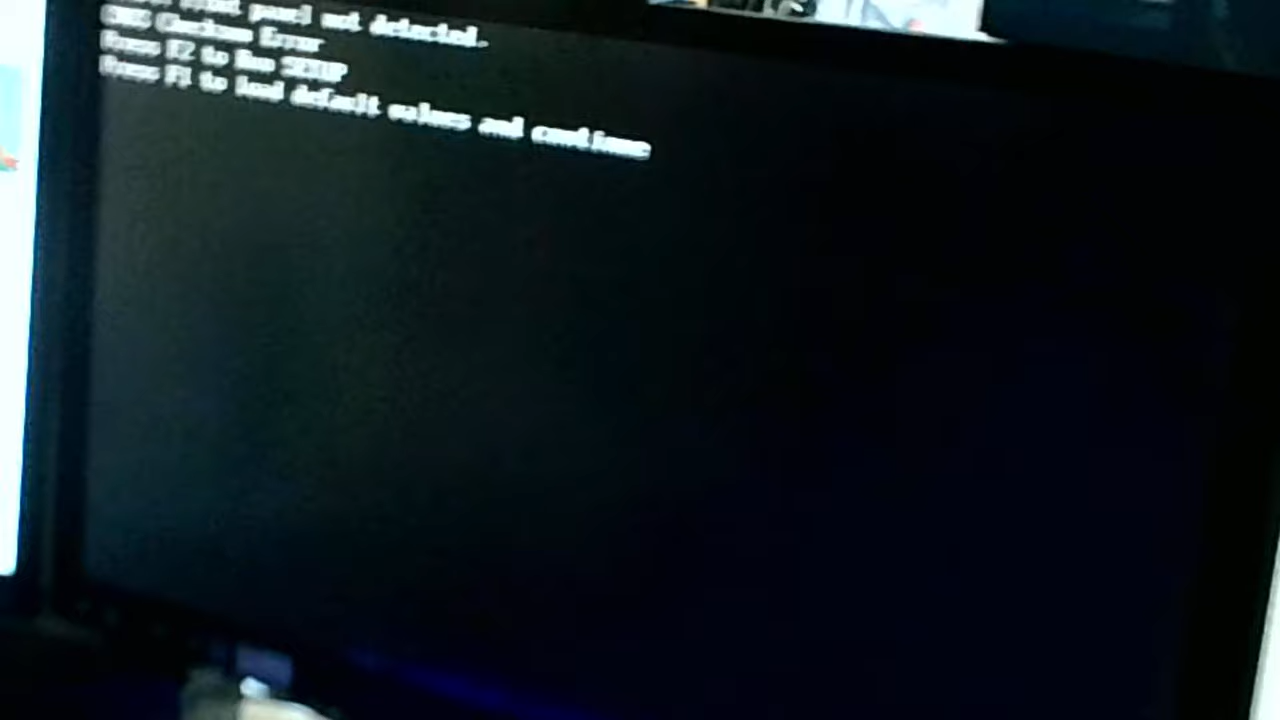 front panel not detected.
CMOS Checksum Error
Press F2 to Run SETUP
Press F1 to load default values and continue